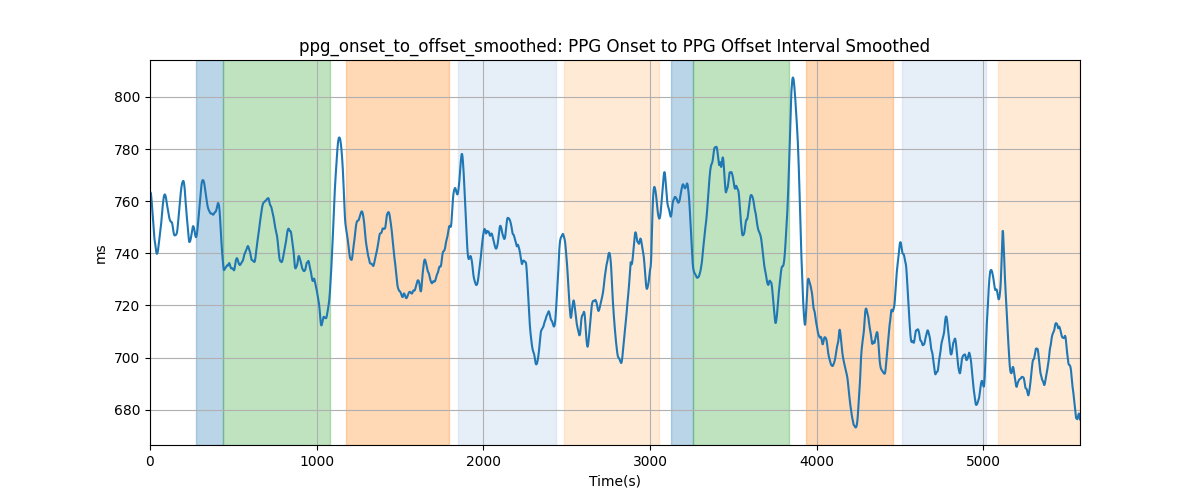 ppg_onset_to_offset_smoothed: PPG Onset to PPG Offset Interval Smoothed
800
780
760
740
720
700
680
ms
0 1000 2000 3000 4000 5000
Time(s)